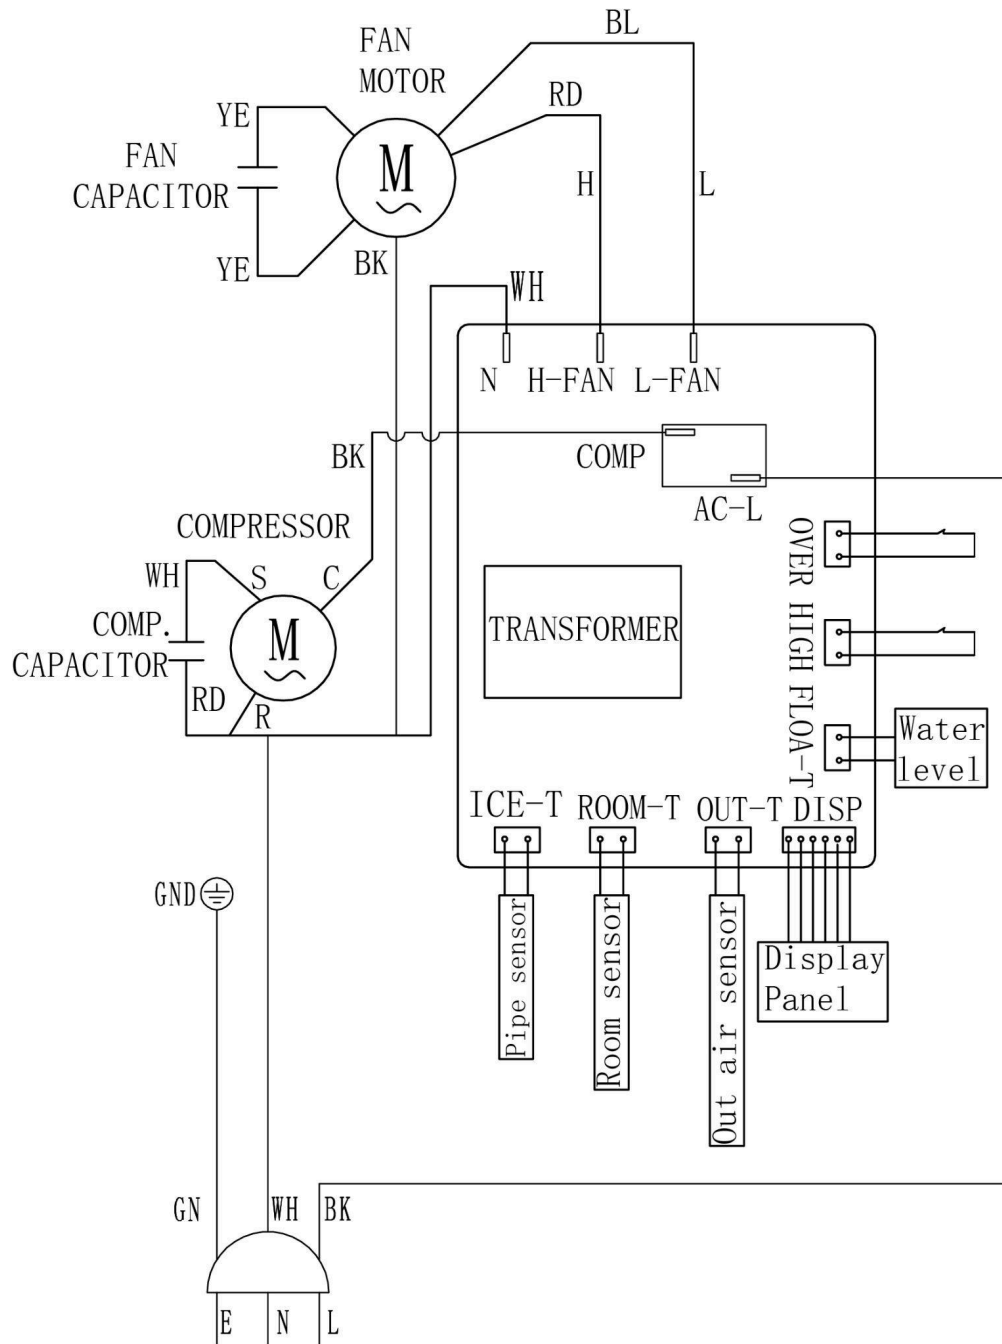 BL
FAN
MOTOR
RD
YE
FAN
CAPACITOR
M
H
L
YE
BK
WH
N H-FAN L-FAN
BK
COMP
AC-L
COMPRESSOR
WH
S
C
COMP.
CAPACITOR
M
RD
R
TRANSFORMER
OVER
HIGH
FLOA-T
Water
level
ICE-T ROOM-T OUT-T DISP
GND
Pipe sensor
Room sensor
Out air sensor
Display
Panel
GN
WH
BK
E
N
L